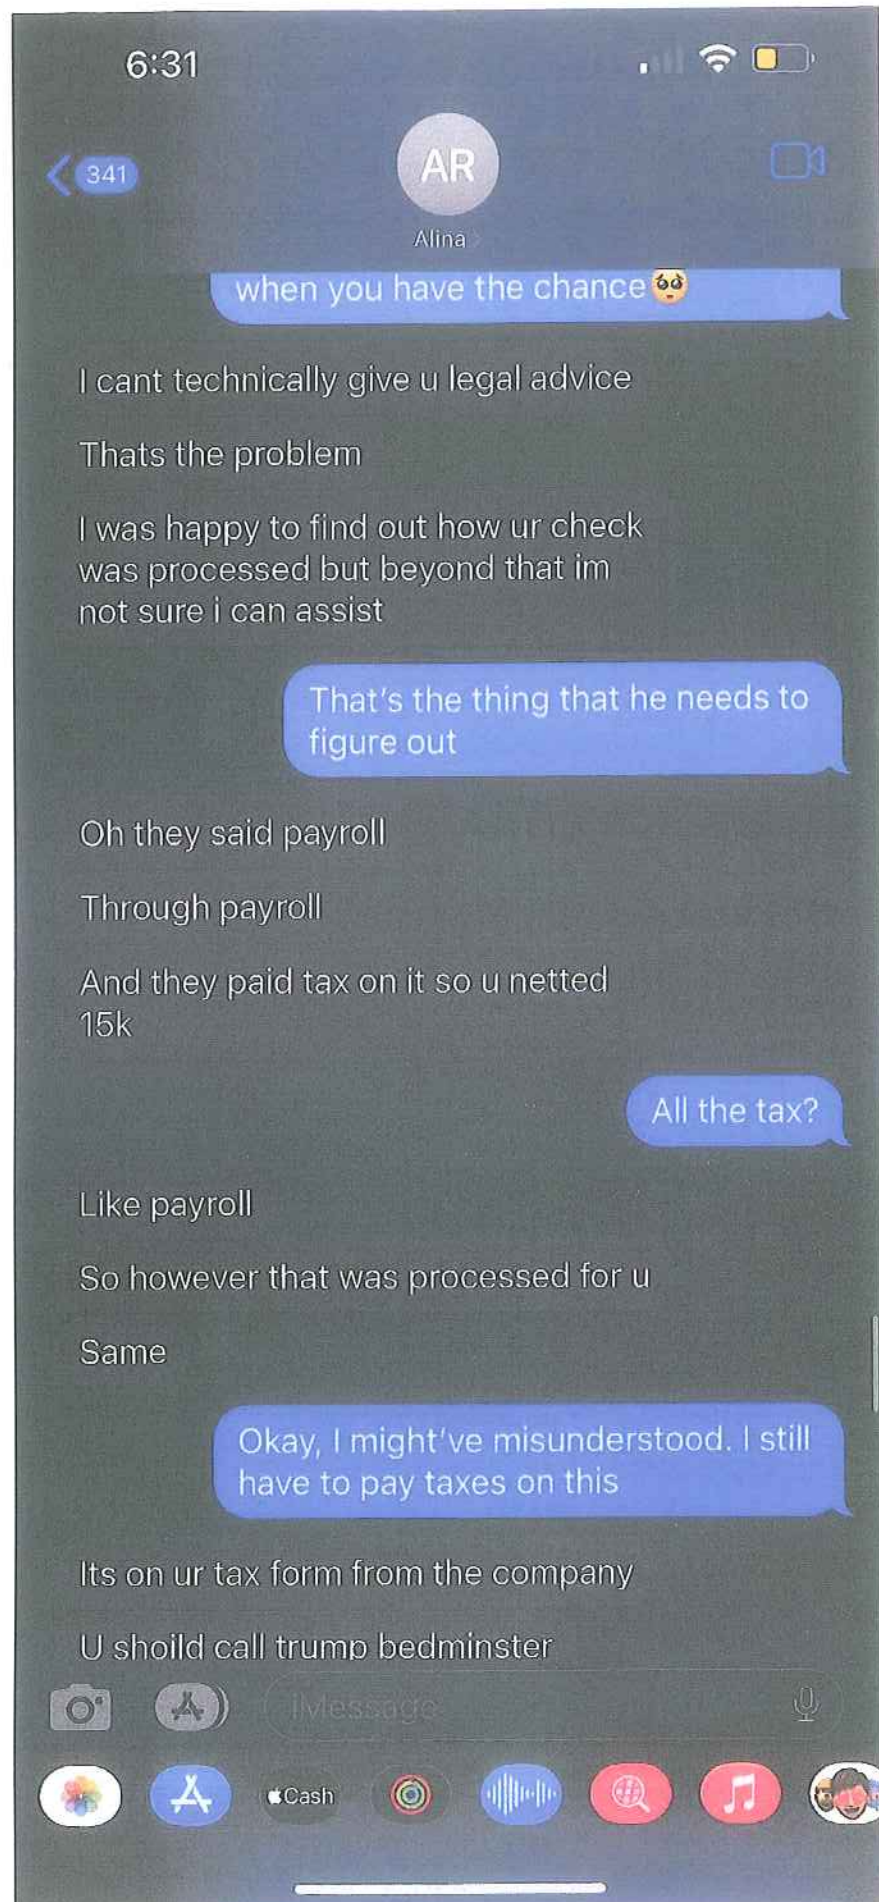 6:31
341
AR
Alina
when you have the chance🥺
I cant technically give u legal advice
Thats the problem
I was happy to find out how ur check
was processed but beyond that im
not sure i can assist
That's the thing that he needs to
figure out
Oh they said payroll
Through payroll
And they paid tax on it so u netted
15k
All the tax?
Like payroll
So however that was processed for u
Same
Okay, I might've misunderstood. I still
have to pay taxes on this
Its on ur tax form from the company
U shoild call trump bedminster
iMessage
Cash